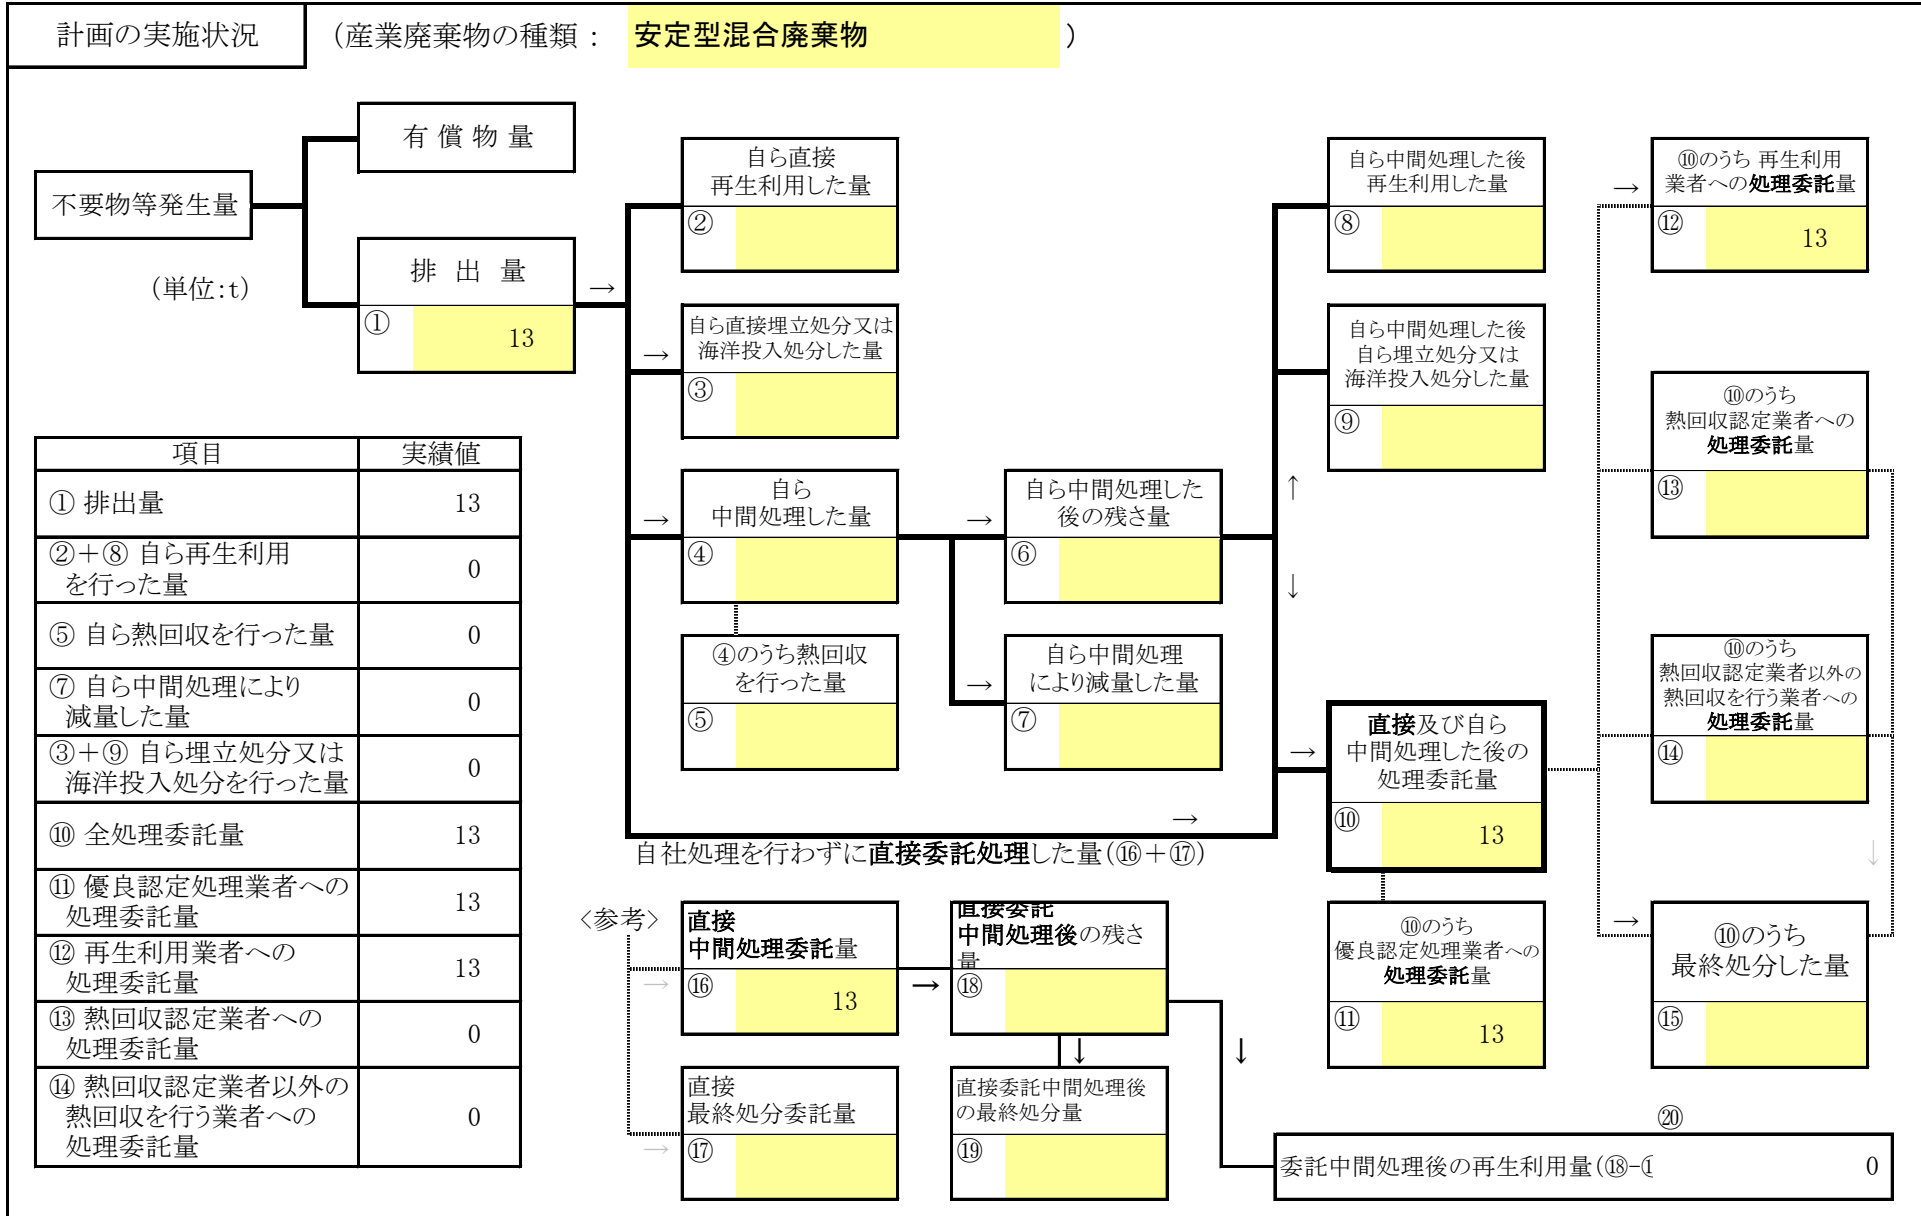 計画の実施状況
（産業廃棄物の種類： 安定型混合廃棄物 ）
有償物量
不要物等発生量
（単位:t）
排出量
→
①
13
自ら直接
再生利用した量
②
自ら直接埋立処分又は
海洋投入処分した量
→
③
自ら
中間処理した量
→
④
④のうち熱回収
を行った量
⑤
自ら中間処理した
後の残さ量
→
⑥
自ら中間処理
により減量した量
→
⑦
自ら中間処理した後
再生利用した量
⑧
自ら中間処理した後
自ら埋立処分又は
海洋投入処分した量
⑨
↑
↓
直接及び自ら
中間処理した後の
処理委託量
→
⑩
13
→
自社処理を行わずに直接委託処理した量（⑯＋⑰）
⑩のうち
優良認定処理業者への
処理委託量
⑪
13
⑩のうち 再生利用
業者への処理委託量
→
⑫
13
⑩のうち
熱回収認定業者への
処理委託量
⑬
⑩のうち
熱回収認定業者以外の
熱回収を行う業者への
処理委託量
⑭
↓
→
⑩のうち
最終処分した量
⑮
項目 実績値
① 排出量 13
②＋⑧ 自ら再生利用
を行った量 0
⑤ 自ら熱回収を行った量 0
⑦ 自ら中間処理により
減量した量 0
③＋⑨ 自ら埋立処分又は
海洋投入処分を行った量 0
⑩ 全処理委託量 13
⑪ 優良認定処理業者への
処理委託量 13
⑫ 再生利用業者への
処理委託量 13
⑬ 熱回収認定業者への
処理委託量 0
⑭ 熱回収認定業者以外の
熱回収を行う業者への
処理委託量 0
〈参考〉
直接
中間処理委託量
→
⑯
13
→
直接委託
中間処理後の残さ
量
⑱
↓
↓
直接
最終処分委託量
→
⑰
直接委託中間処理後
の最終処分量
⑲
⑳
委託中間処理後の再生利用量（⑱-
0